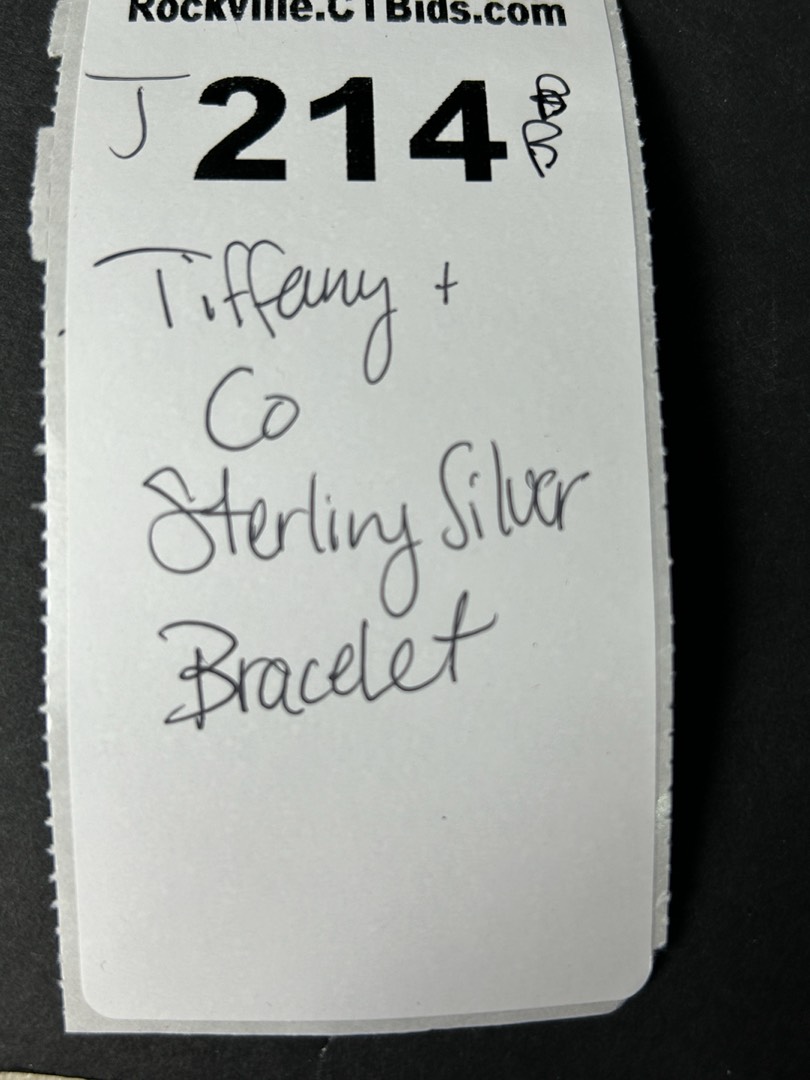 Rockville.CTBids.com
J 214
Tiffany +
Co
Sterling Silver
Bracelet